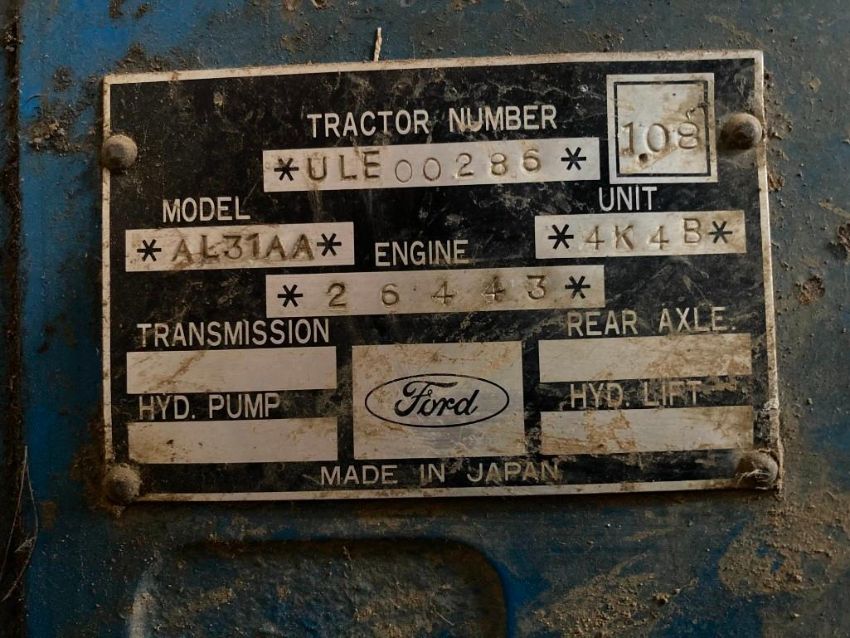 TRACTOR NUMBER
*ULE00286*
108
MODEL
*AL31AA*
UNIT
*4K4B*
ENGINE
*26443*
TRANSMISSION
REAR AXLE.
HYD. PUMP
Ford
HYD. LIFT
MADE IN JAPAN